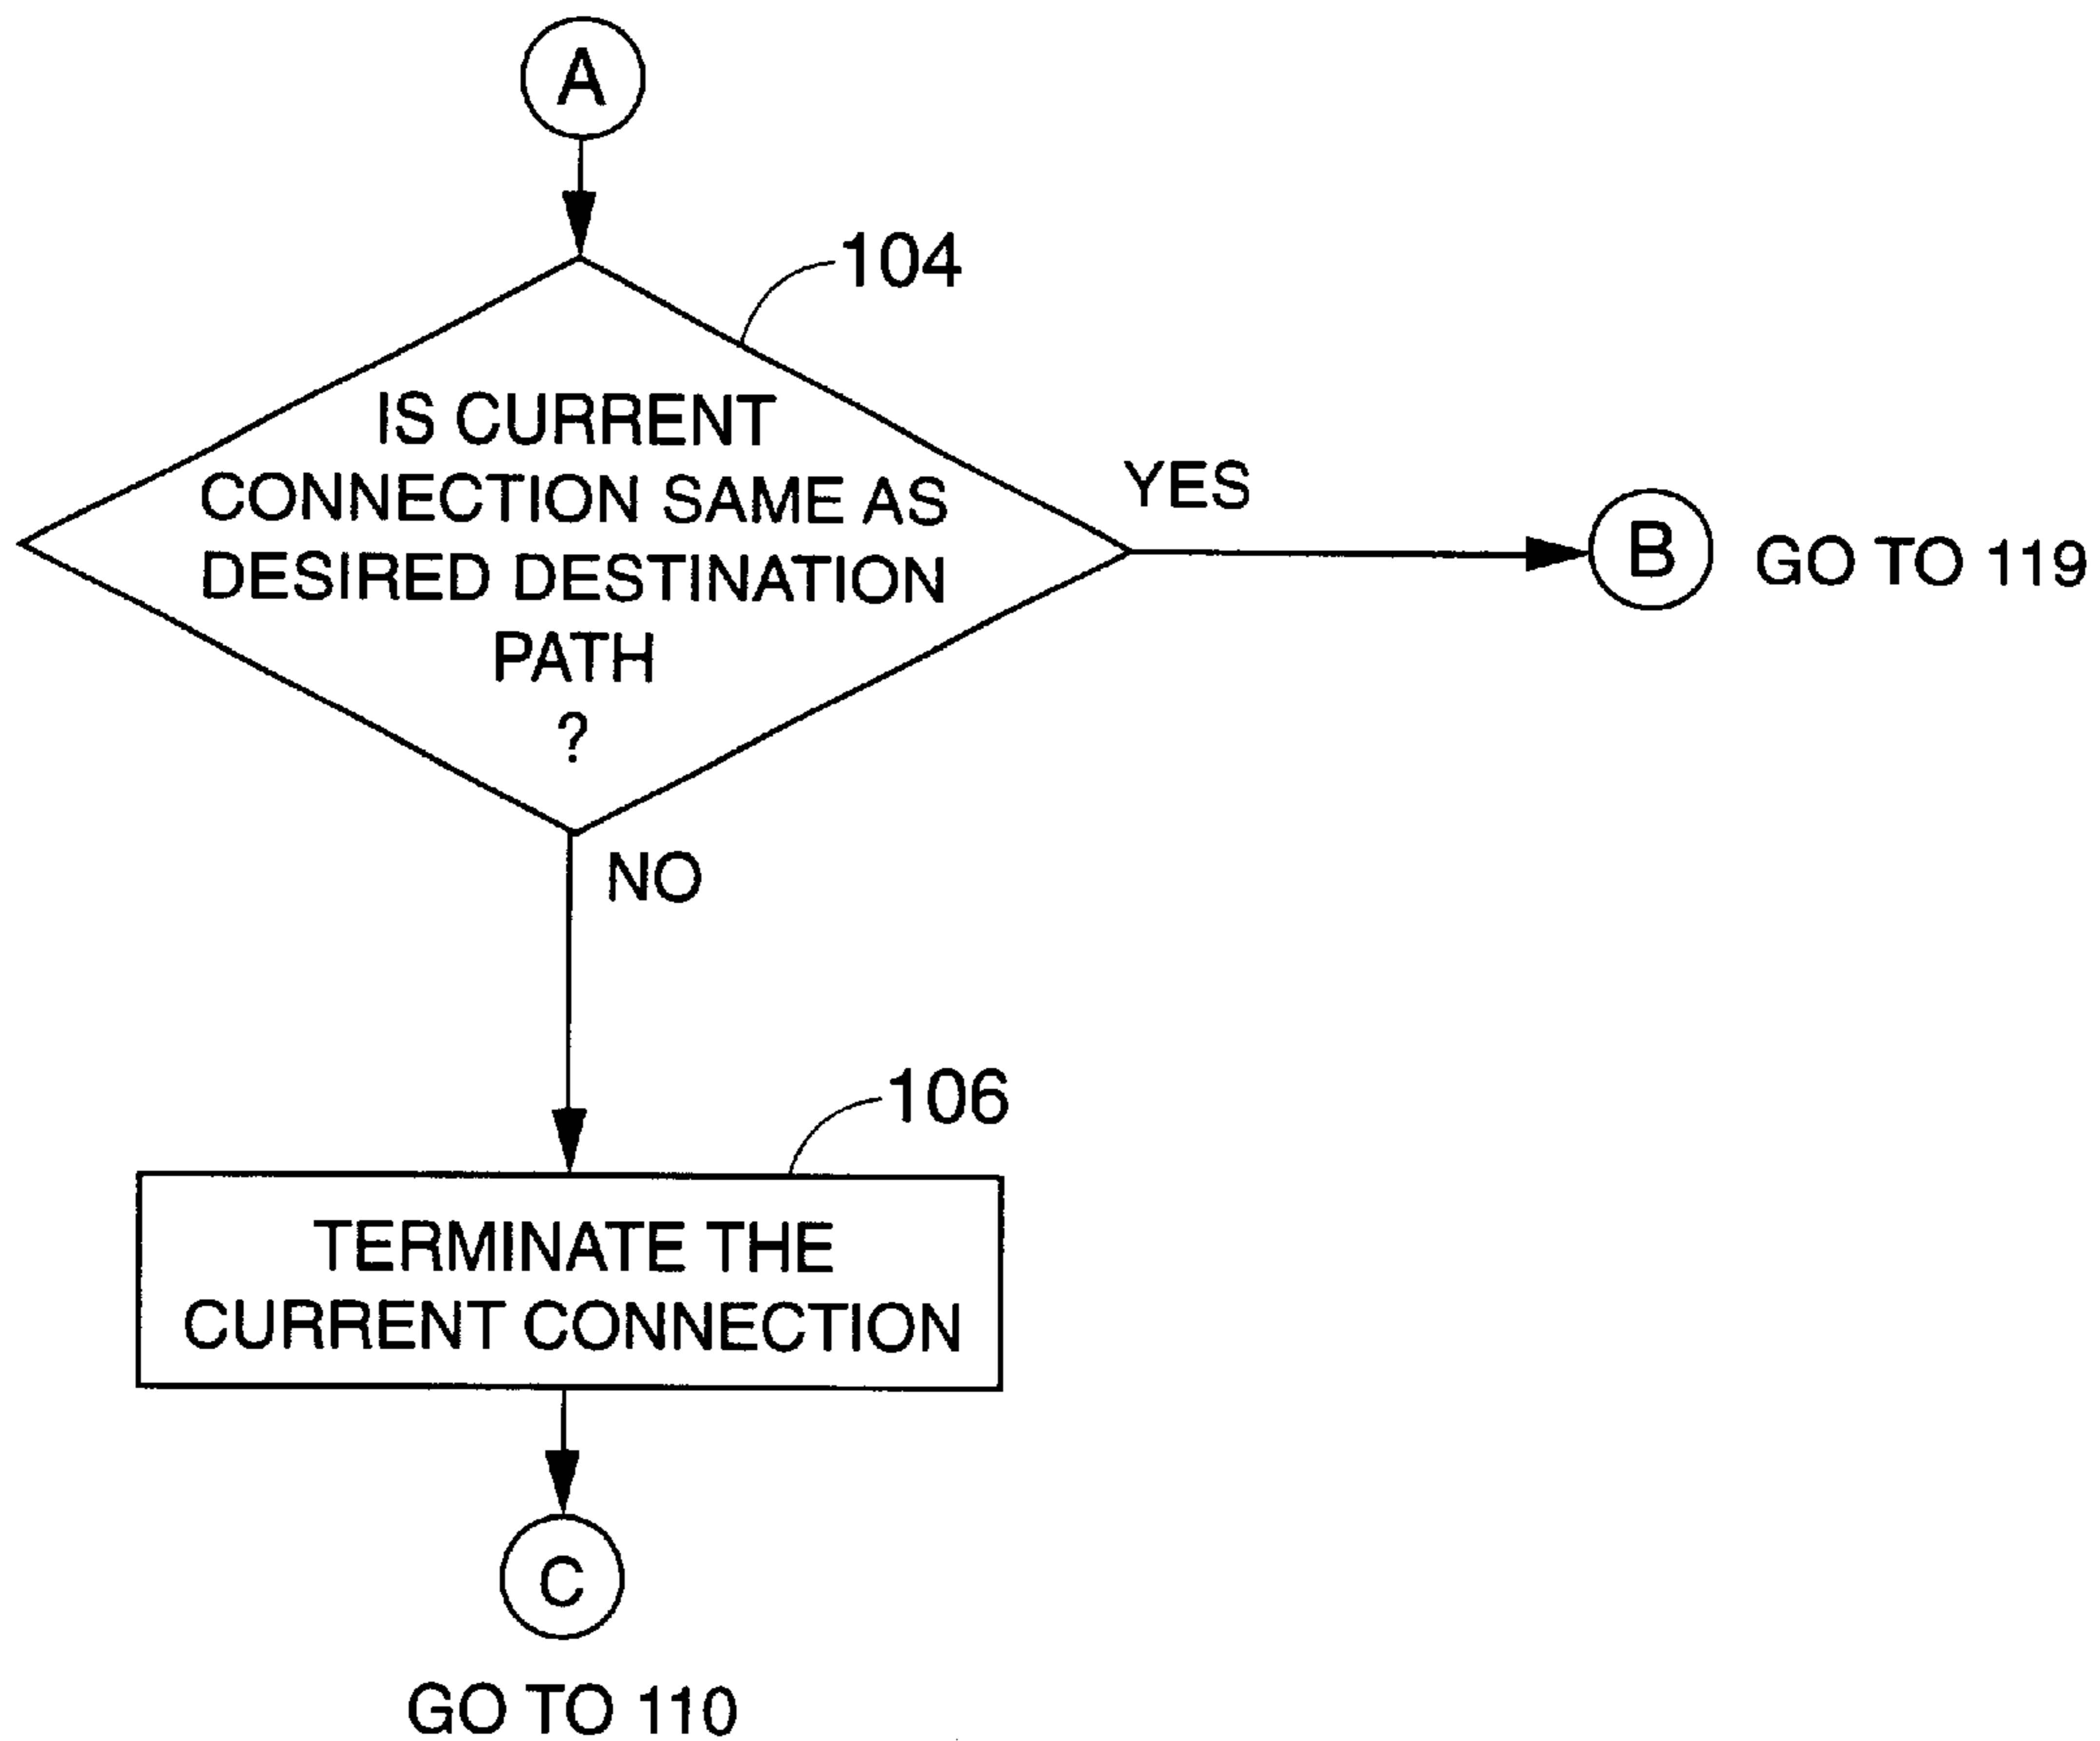 A
104
IS CURRENT
CONNECTION SAME AS
DESIRED DESTINATION
PATH
?
YES
B GO TO 119
NO
106
TERMINATE THE
CURRENT CONNECTION
C
GO TO 110